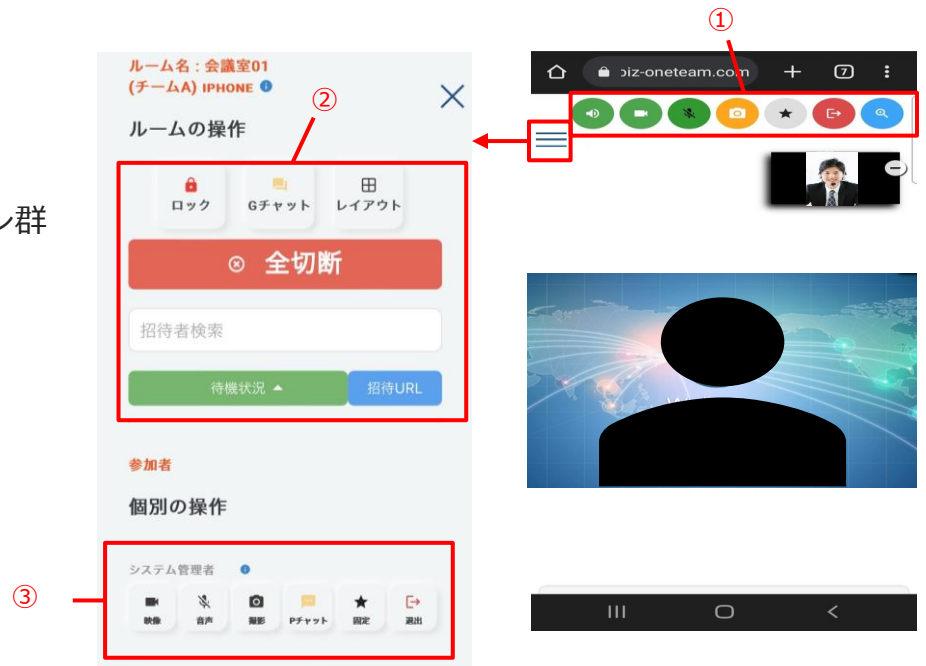 ①
ルーム名：会議室01
(チームA) IPHONE
②
ルームの操作
ン群
ロック
Gチャット
レイアウト
全切断
招待者検索
待機状況
招待URL
参加者
個別の操作
③
システム管理者
映像
音声
撮影
Pチャット
固定
退出
biz-oneteam.com
7